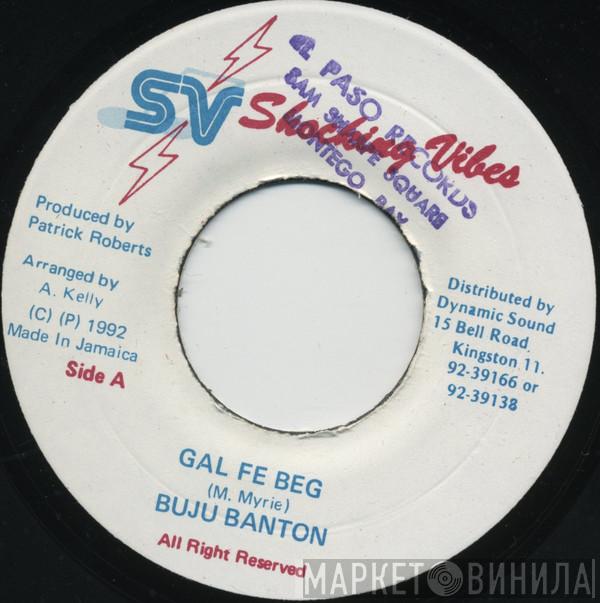 SV Shocking Vibes
EL PASO RECORDS
SAM SHARPE SQUARE
MONTEGO BAY
Produced by
Patrick Roberts
Arranged by
A. Kelly
(C) (P) 1992
Made In Jamaica
Side A
Distributed by
Dynamic Sound
15 Bell Road
Kingston 11.
92-39166 or
92-39138
GAL FE BEG
(M. Myrie)
BUJU BANTON
All Right Reserved
МАРКЕТ ВИНИЛА